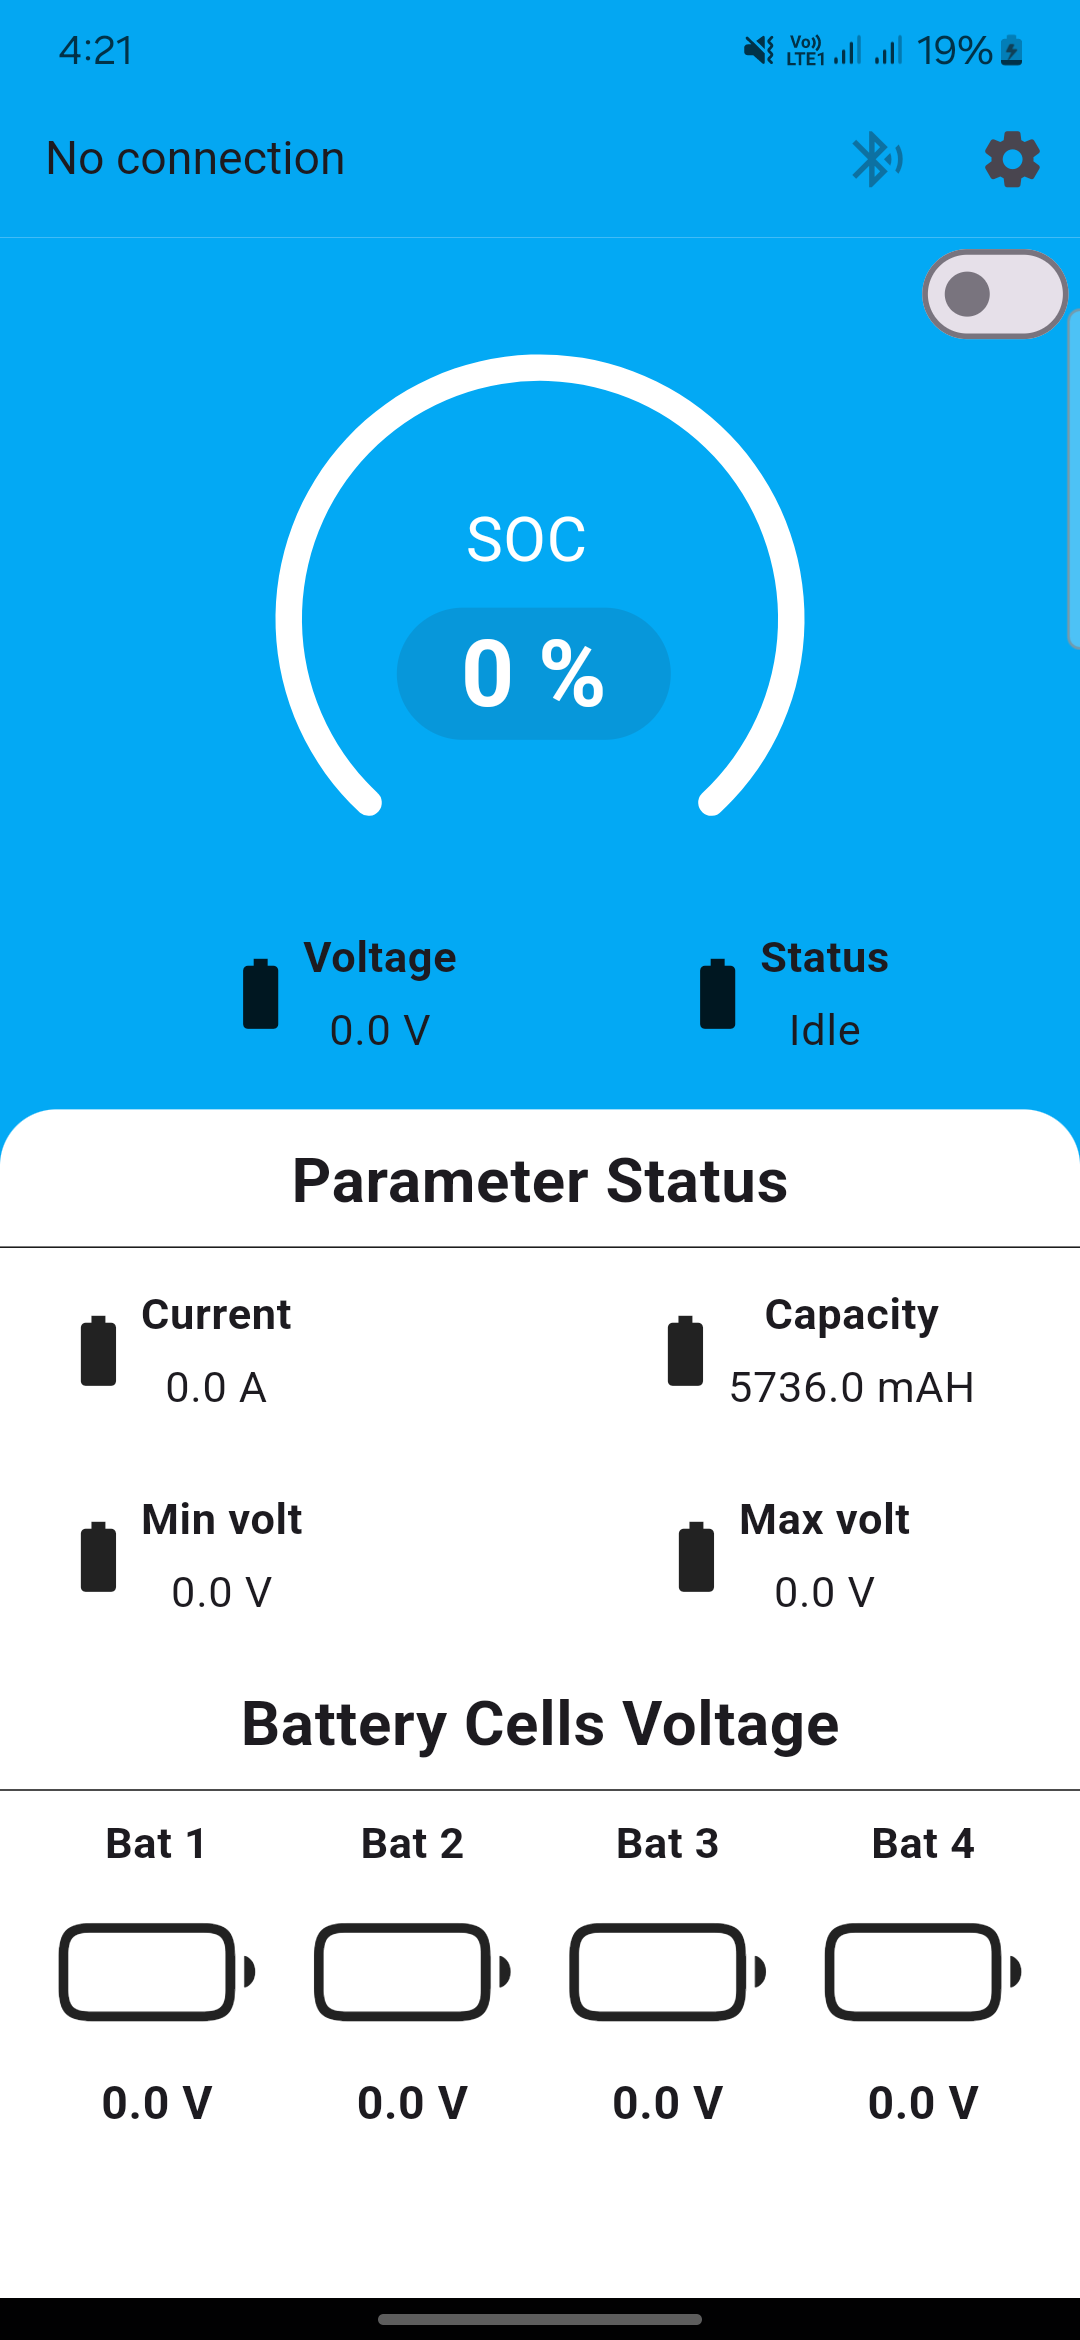 4:21
Vo)) LTE1 19%
No connection
SOC
0 %
Voltage
0.0 V
Status
Idle
Parameter Status
Current
0.0 A
Capacity
5736.0 mAH
Min volt
0.0 V
Max volt
0.0 V
Battery Cells Voltage
Bat 1 Bat 2 Bat 3 Bat 4
0.0 V 0.0 V 0.0 V 0.0 V